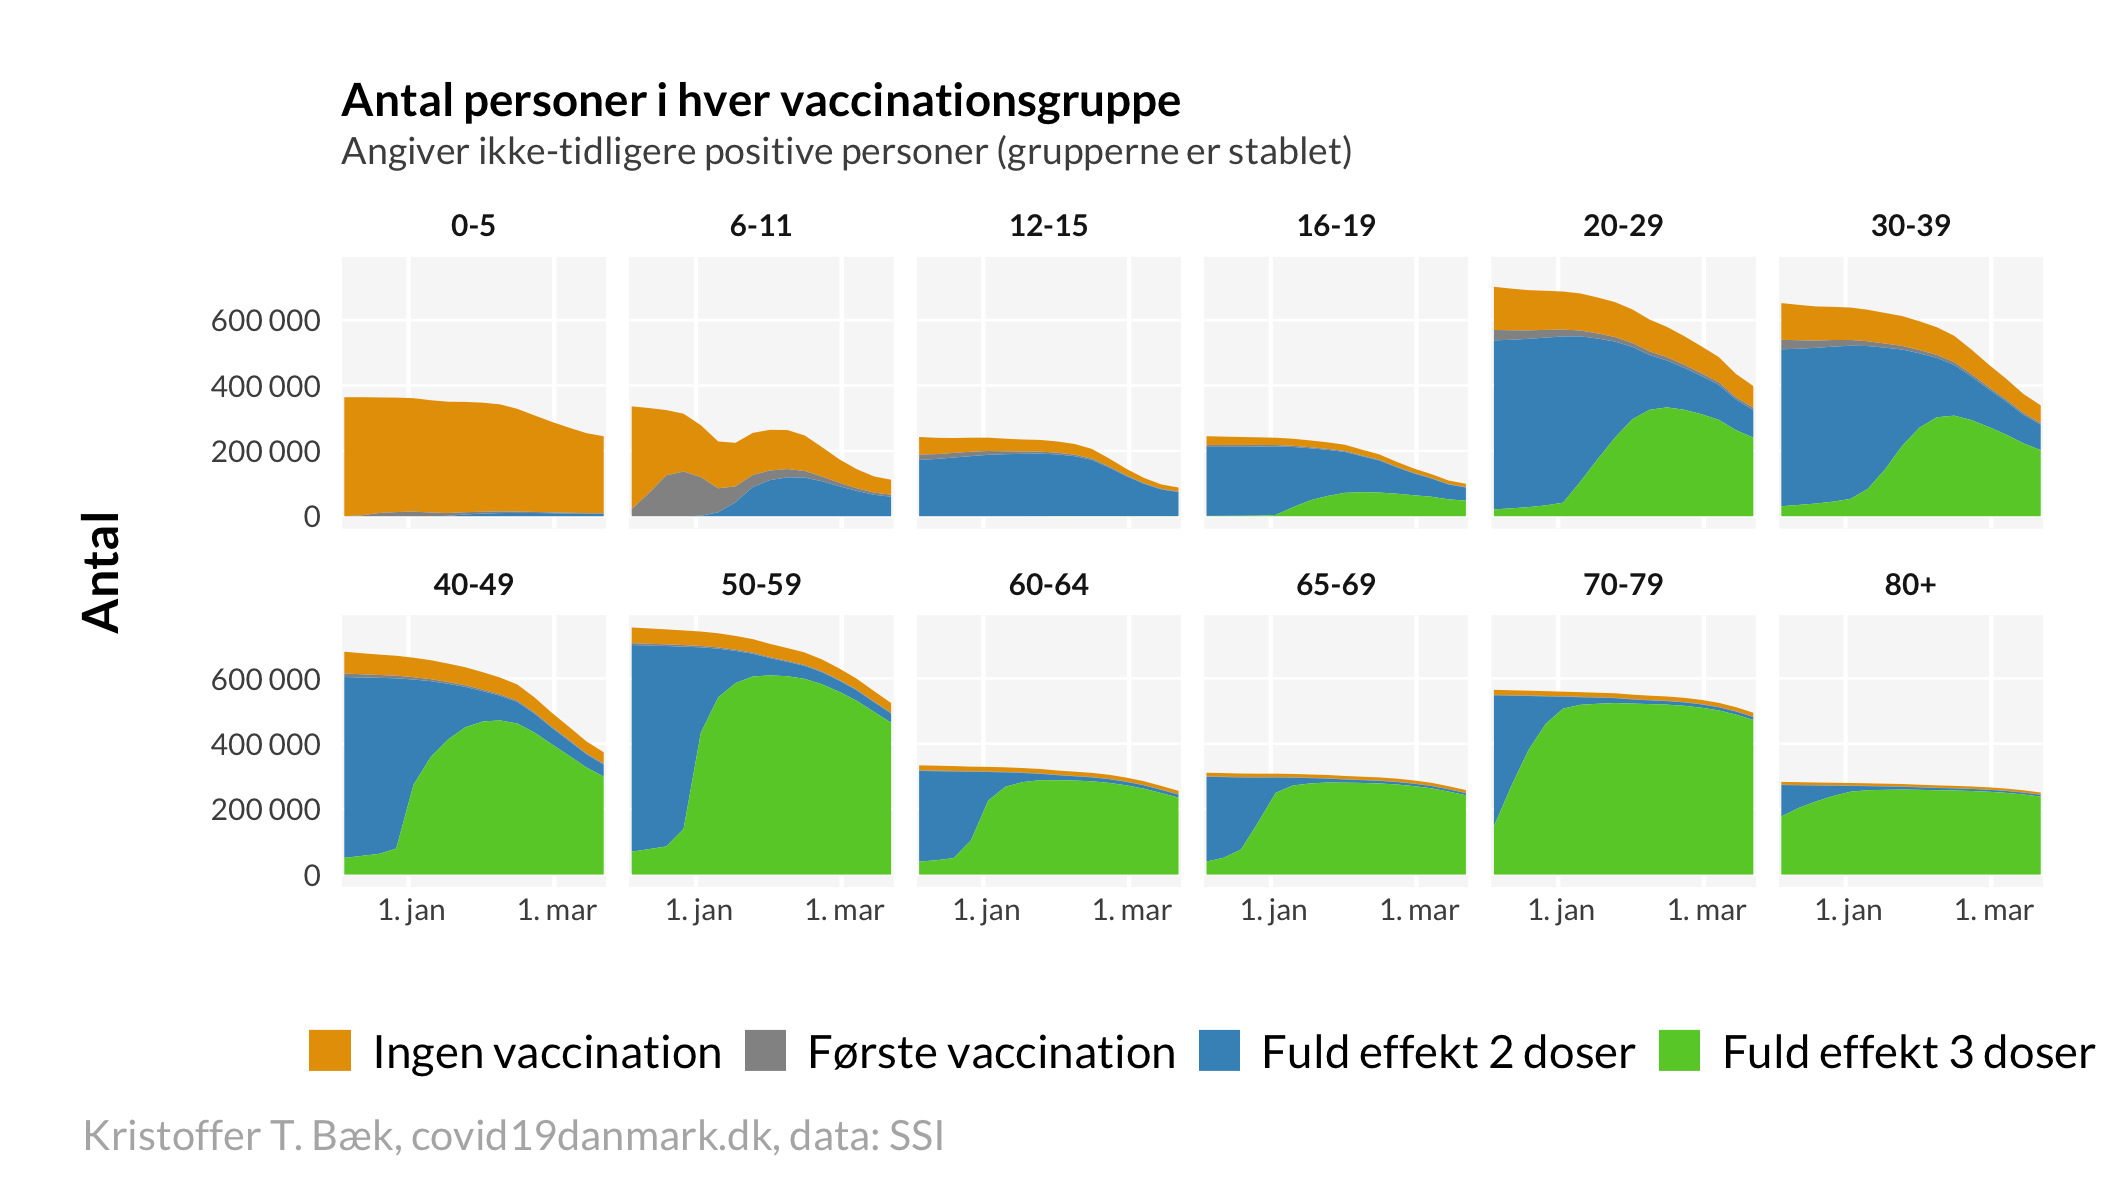 Antal personer i hver vaccinationsgruppe
Angiver ikke-tidligere positive personer (grupperne er stablet)
0-5 6-11 12-15 16-19 20-29 30-39
600 000
400 000
200 000
0
Antal
40-49 50-59 60-64 65-69 70-79 80+
600 000
400 000
200 000
0
1. jan 1. mar 1. jan 1. mar 1. jan 1. mar 1. jan 1. mar 1. jan 1. mar 1. jan 1. mar
Ingen vaccination Første vaccination Fuld effekt 2 doser Fuld effekt 3 doser
Kristoffer T. Bæk, covid19danmark.dk, data: SSI